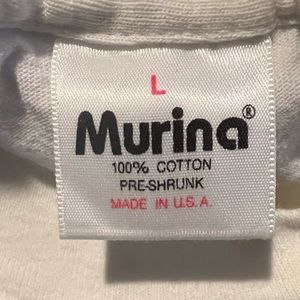 L
Murina®
100% COTTON
PRE-SHRUNK
MADE IN U.S.A.